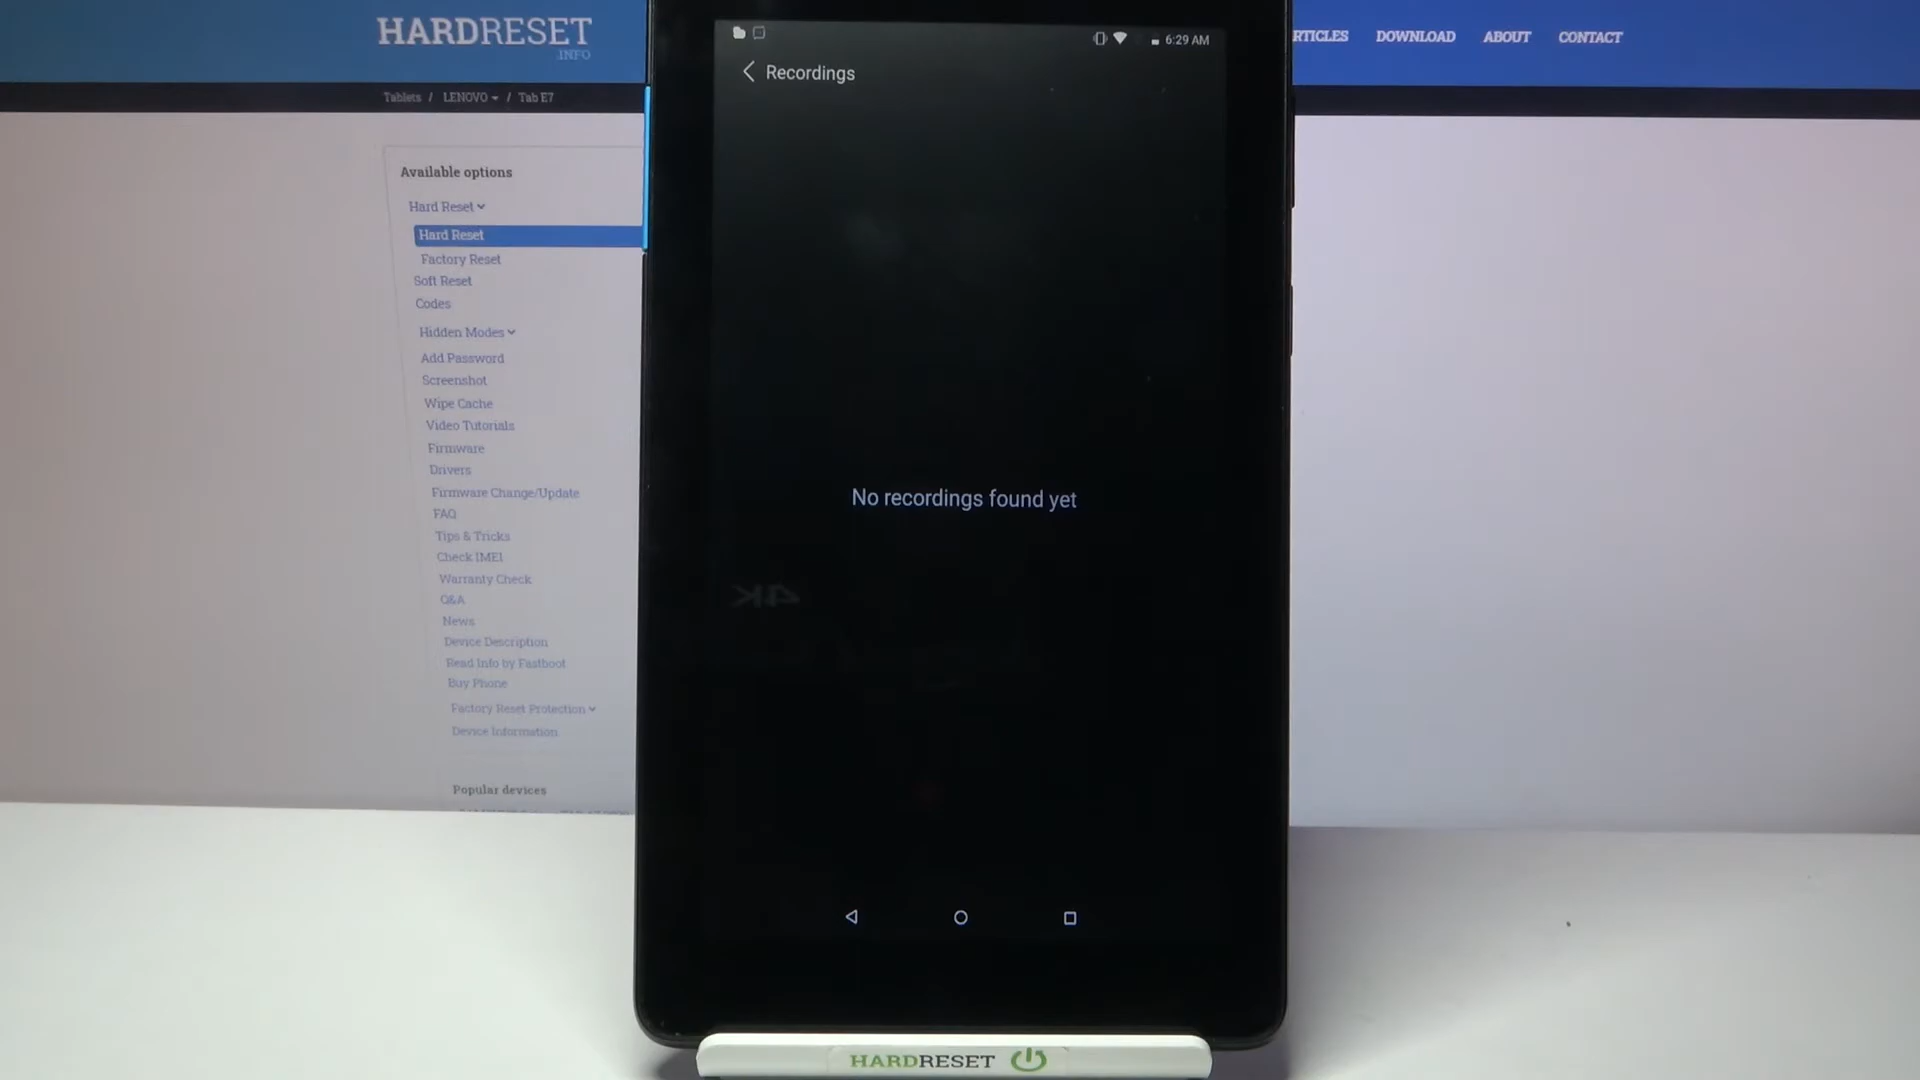 HARDRESET
.INFO
RTICLES DOWNLOAD ABOUT CONTACT
Tablets / LENOVO / Tab E7
Available options
Hard Reset
Hard Reset
Factory Reset
Soft Reset
Codes
Hidden Modes
Add Password
Screenshot
Wipe Cache
Video Tutorials
Firmware
Drivers
Firmware Change/Update
FAQ
Tips & Tricks
Check IMEI
Warranty Check
Q&A
News
Device Description
Read Info by Fastboot
Buy Phone
Factory Reset Protection
Device Information
Popular devices
6:29 AM
Recordings
No recordings found yet
4K
HARDRESET